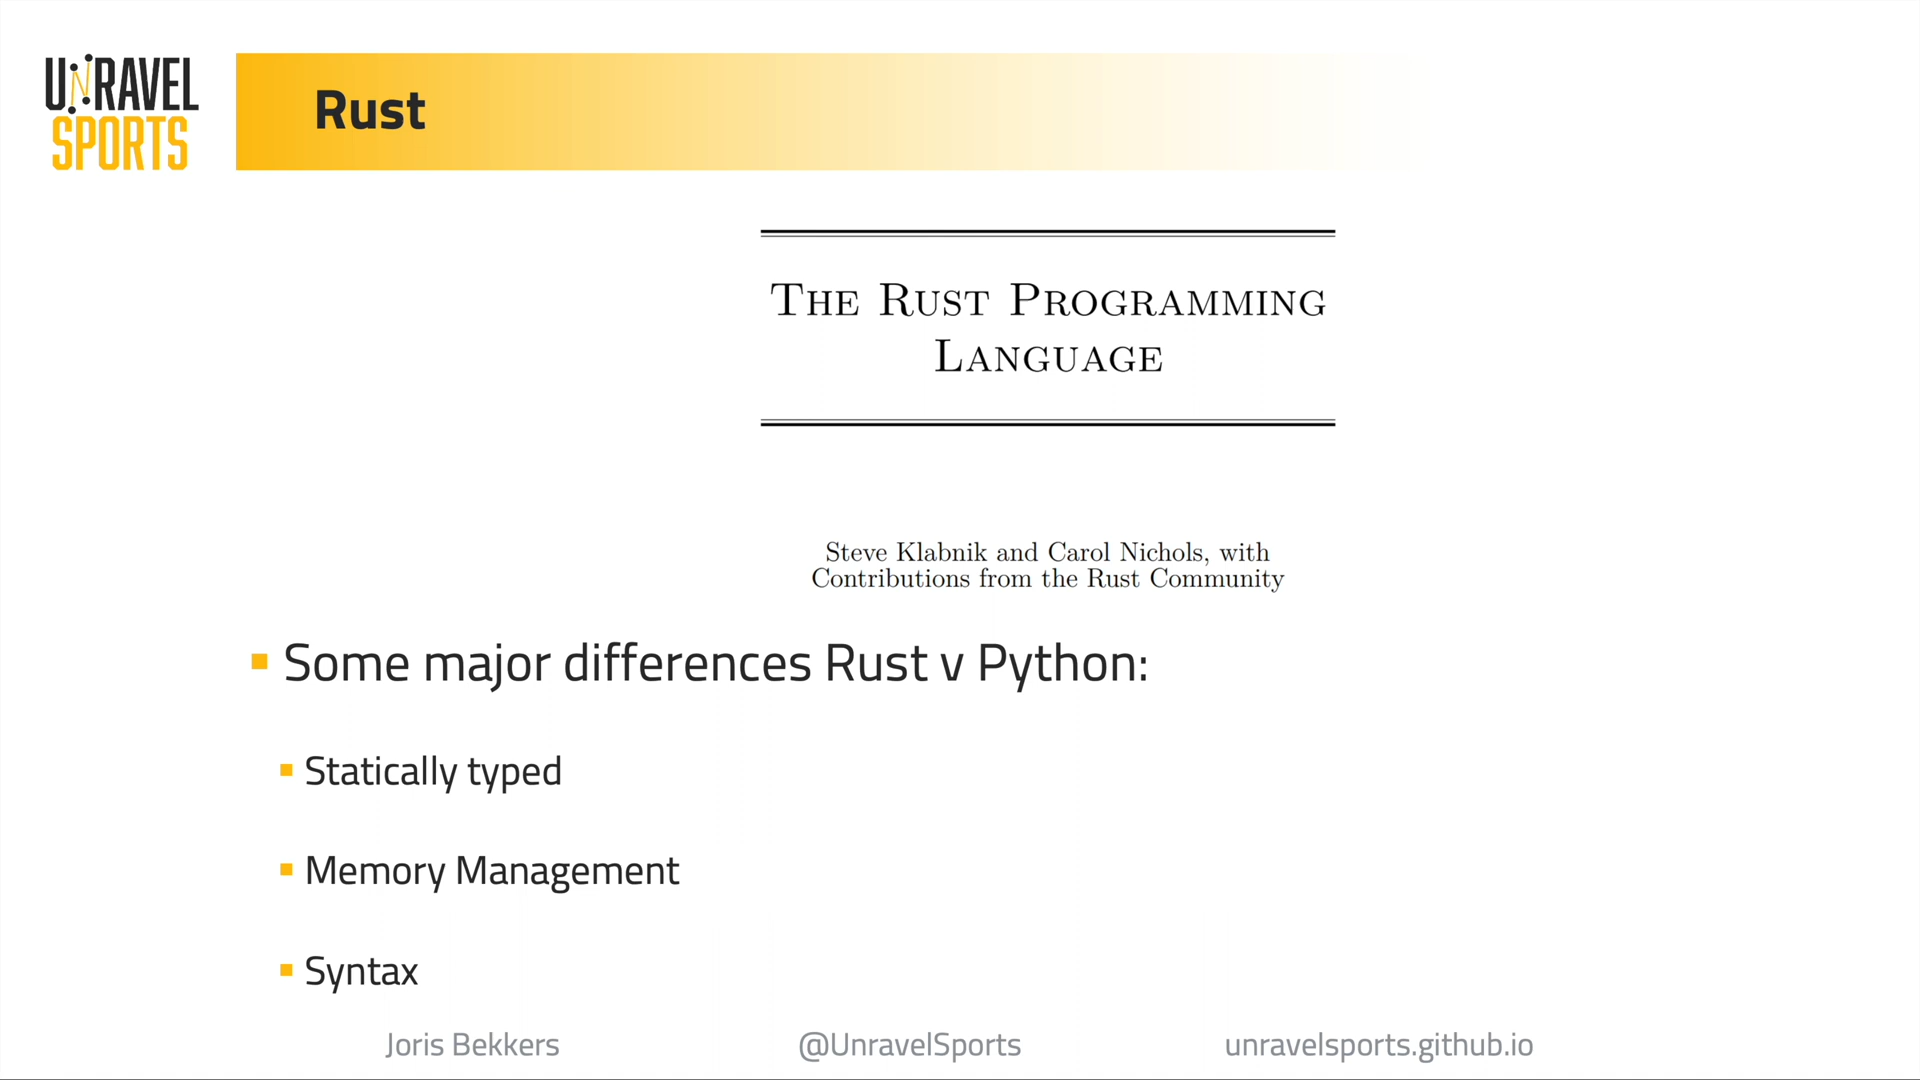 UNRAVEL
SPORTS
Rust
The Rust Programming
Language
Steve Klabnik and Carol Nichols, with
Contributions from the Rust Community
Some major differences Rust v Python:
Statically typed
Memory Management
Syntax
Joris Bekkers
@UnravelSports
unravelsports.github.io